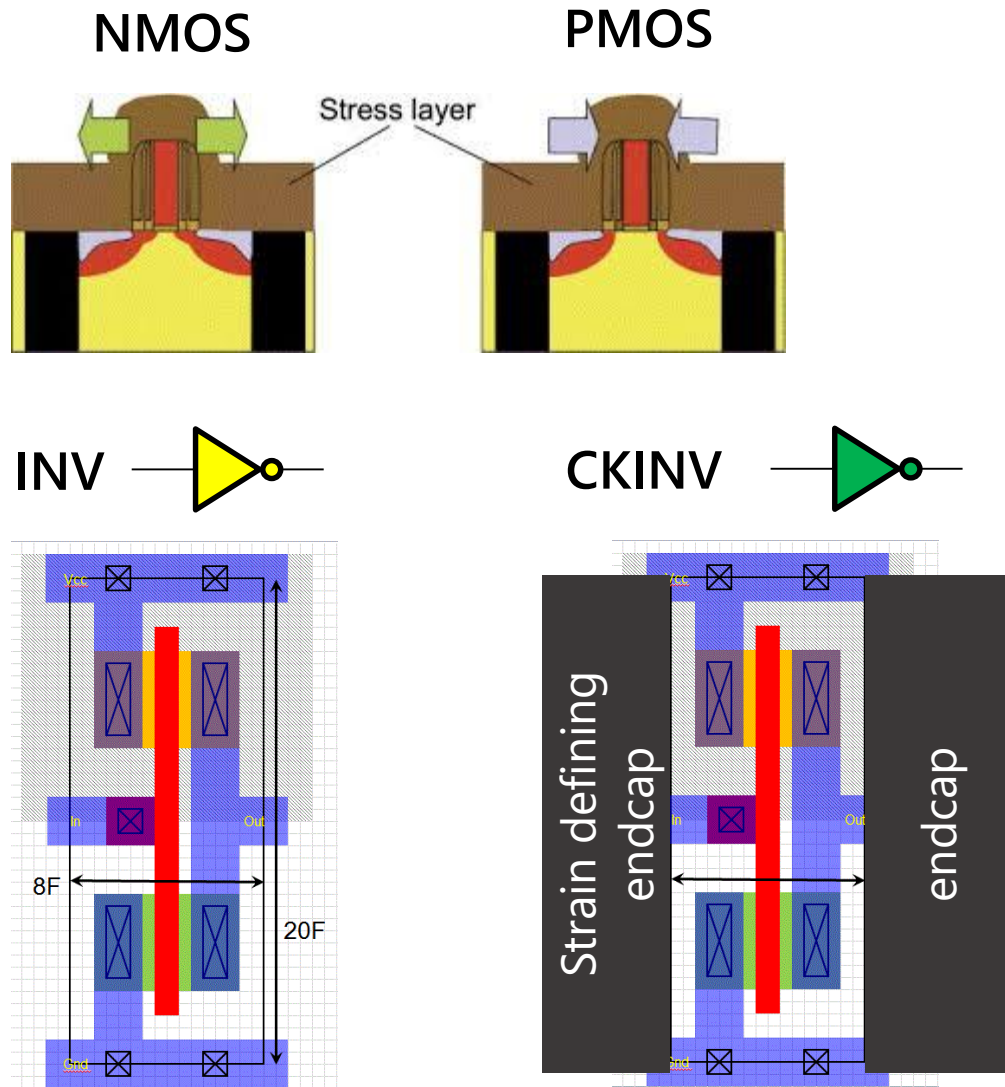 NMOS
PMOS
Stress layer
INV
CKINV
Vcc
In
Out
8F
20F
Gnd
Vcc
In
Out
Gnd
Strain defining
endcap
endcap